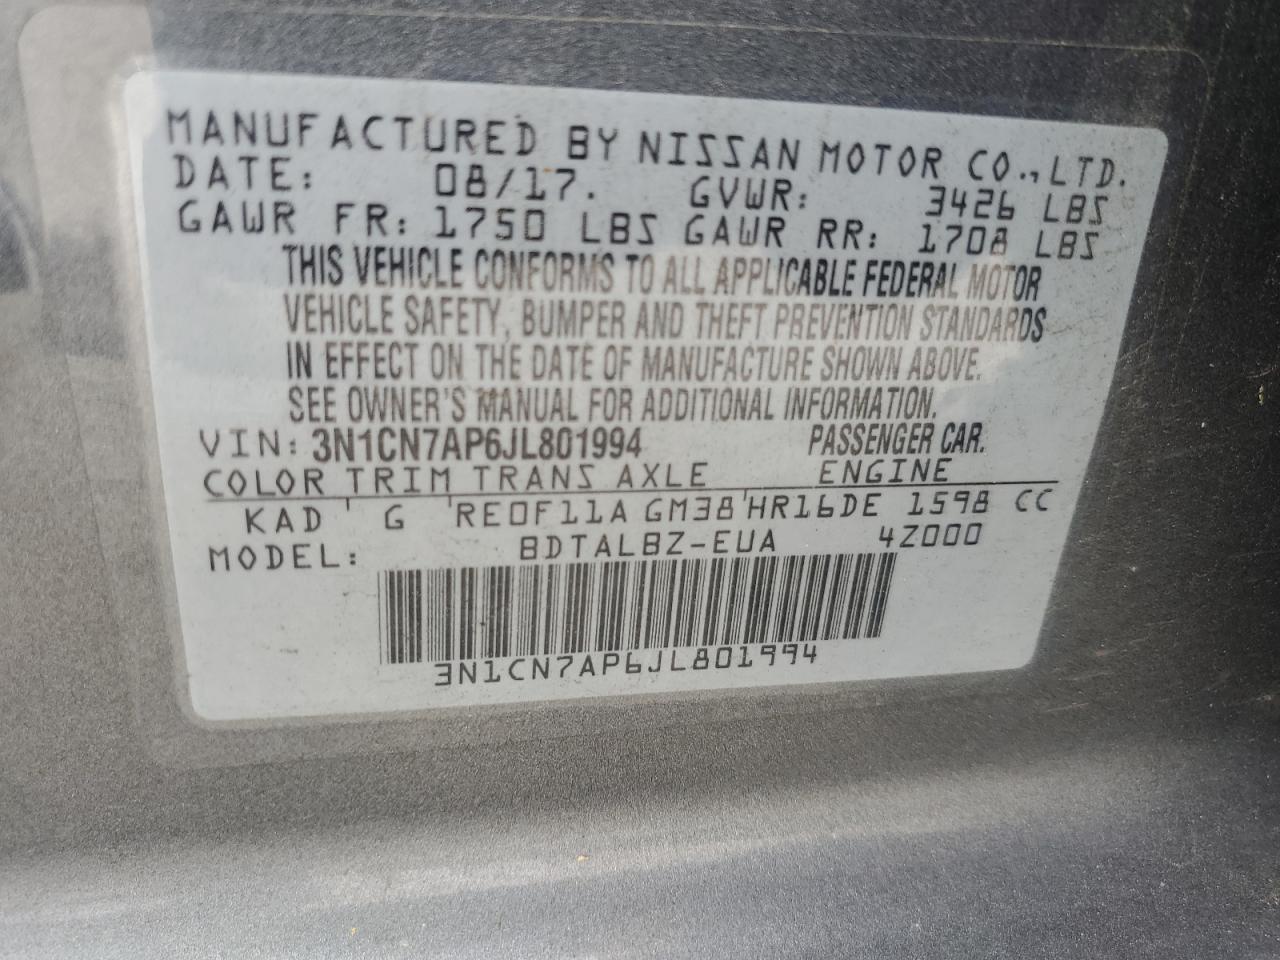 MANUFACTURED BY NISSAN MOTOR CO., LTD.
DATE: 08/17. GVWR: 3426 LBS
GAWR FR: 1750 LBS GAWR RR: 1708 LBS
THIS VEHICLE CONFORMS TO ALL APPLICABLE FEDERAL MOTOR
VEHICLE SAFETY, BUMPER AND THEFT PREVENTION STANDARDS
IN EFFECT ON THE DATE OF MANUFACTURE SHOWN ABOVE.
SEE OWNER'S MANUAL FOR ADDITIONAL INFORMATION.
VIN: 3N1CN7AP6JL801994 PASSENGER CAR.
COLOR TRIM TRANS AXLE ENGINE
KAD ' G RE0F11A GM38 ' HR16DE 1598 CC
MODEL: BDTALBZ-EUA 4Z000
3N1CN7AP6JL801994